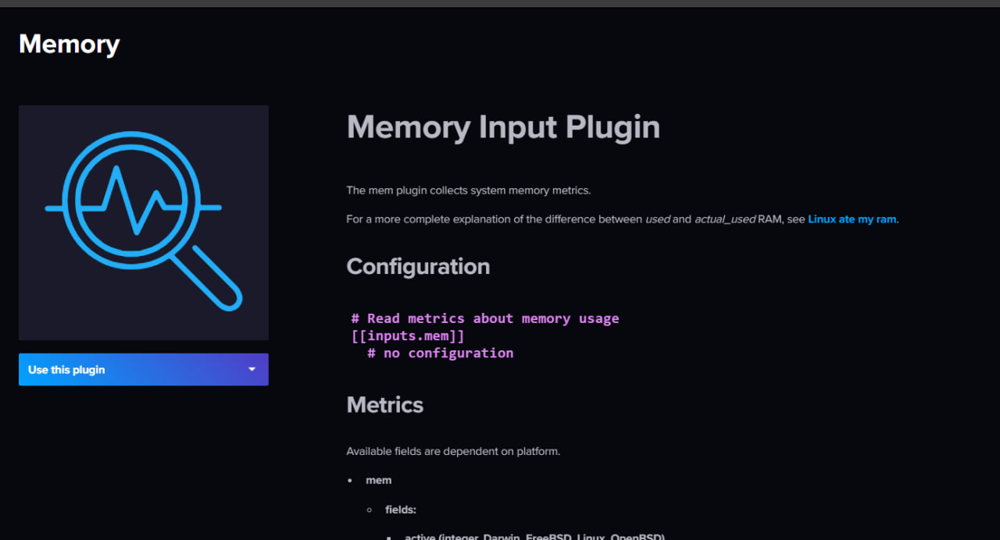 Memory
Use this plugin
Memory Input Plugin
The mem plugin collects system memory metrics.
For a more complete explanation of the difference between used and actual_used RAM, see Linux ate my ram.
Configuration
# Read metrics about memory usage
[[inputs.mem]]
# no configuration
Metrics
Available fields are dependent on platform.
mem
fields:
active (integer, Darwin, FreeBSD, Linux, OpenBSD)